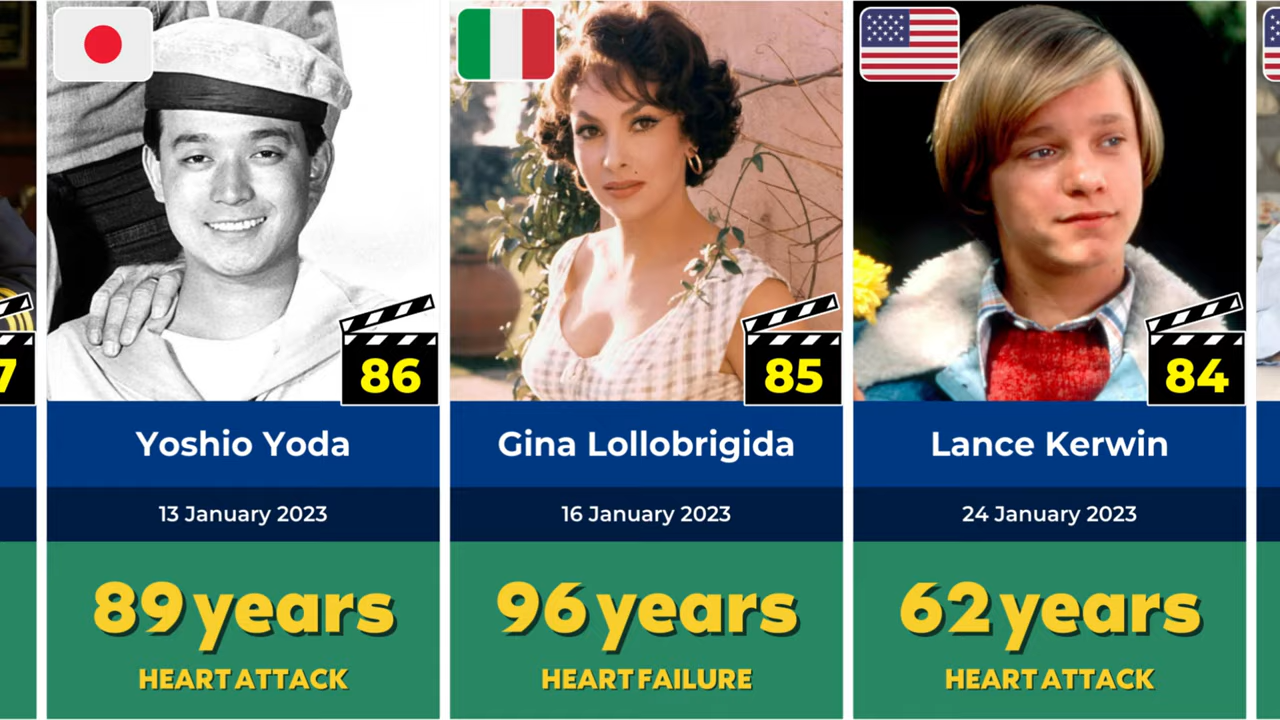 7
86
Yoshio Yoda
13 January 2023
89 years
HEART ATTACK
85
Gina Lollobrigida
16 January 2023
96 years
HEART FAILURE
84
Lance Kerwin
24 January 2023
62 years
HEART ATTACK